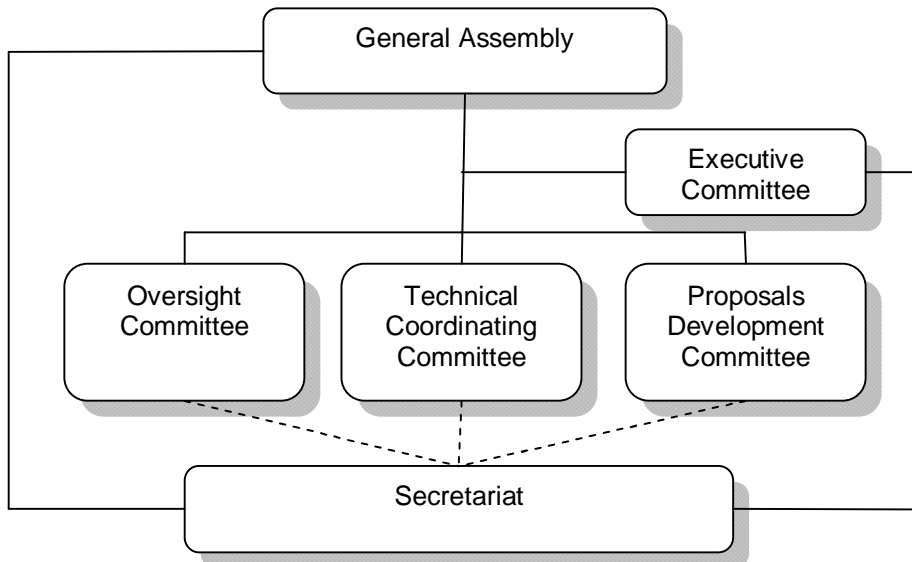 General Assembly
Executive
Committee
Oversight
Committee
Technical
Coordinating
Committee
Proposals
Development
Committee
Secretariat